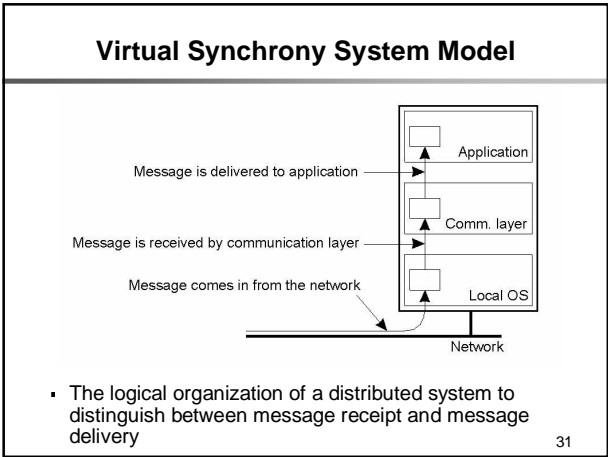 Virtual Synchrony System Model
Application
Message is delivered to application
Comm. layer
Message is received by communication layer
Message comes in from the network
Local OS
Network
▪ The logical organization of a distributed system to
distinguish between message receipt and message
delivery
31